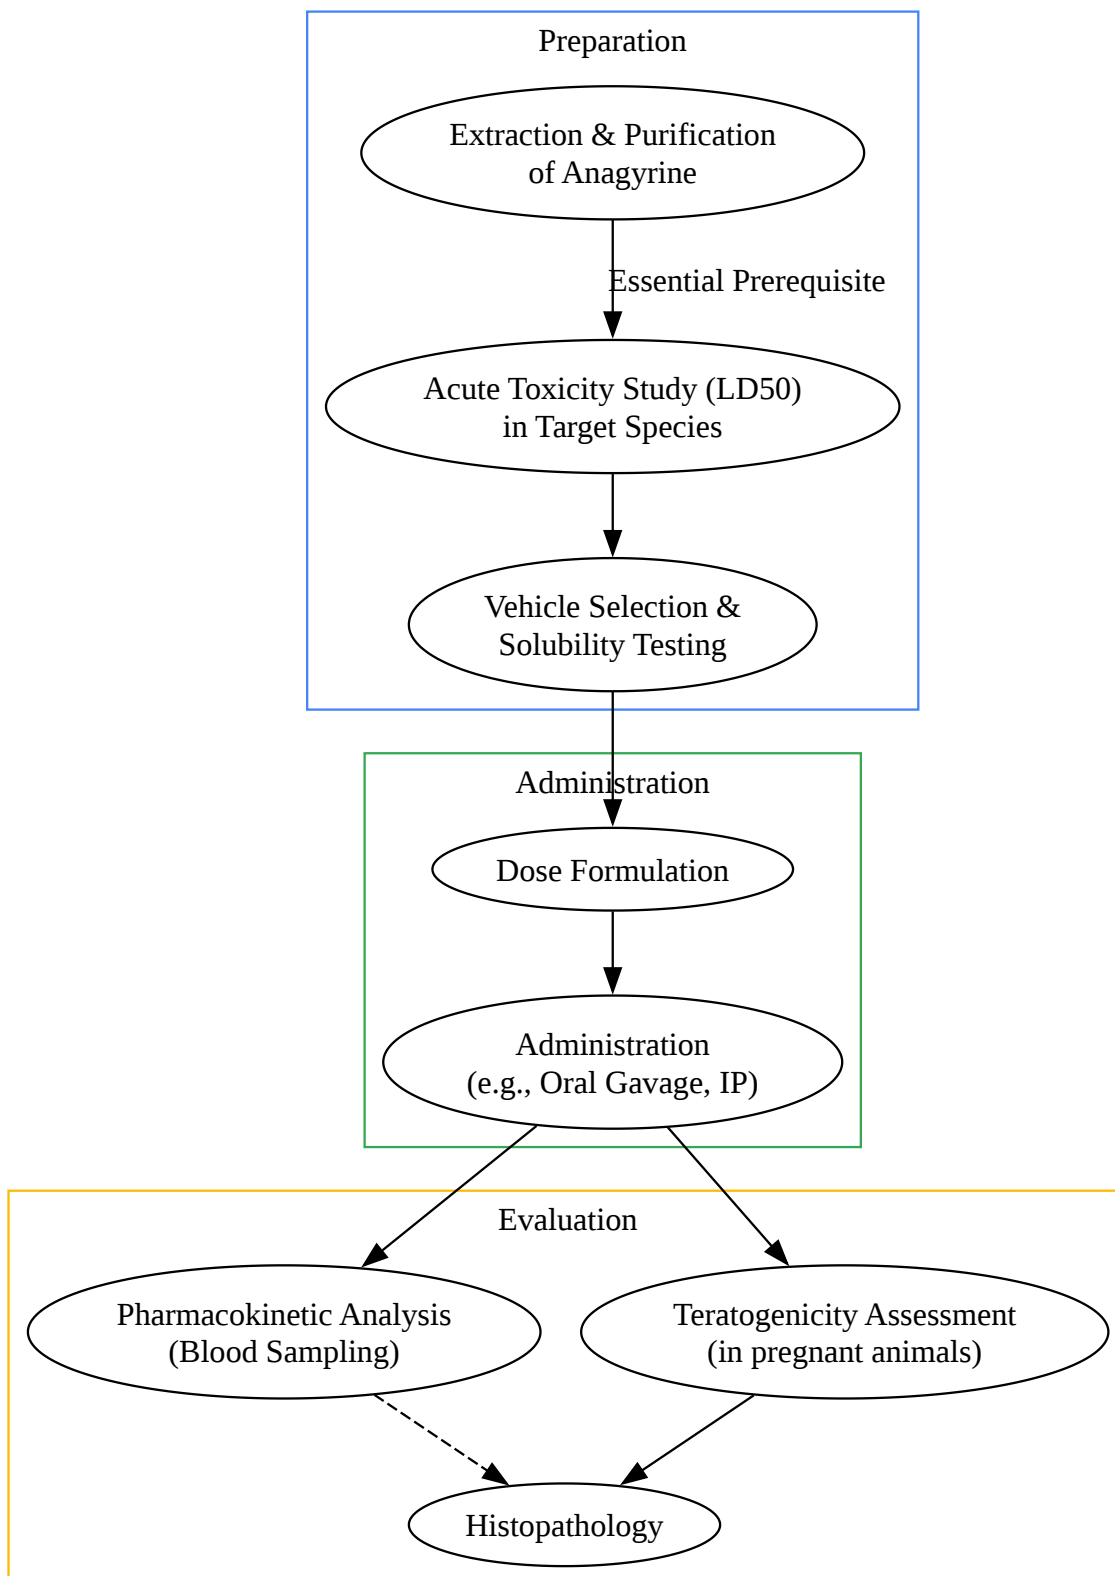 Preparation
Extraction & Purification
of Anagyrine
Essential Prerequisite
Acute Toxicity Study (LD50)
in Target Species
Vehicle Selection &
Solubility Testing
Administration
Dose Formulation
Administration
(e.g., Oral Gavage, IP)
Evaluation
Pharmacokinetic Analysis
(Blood Sampling)
Teratogenicity Assessment
(in pregnant animals)
Histopathology